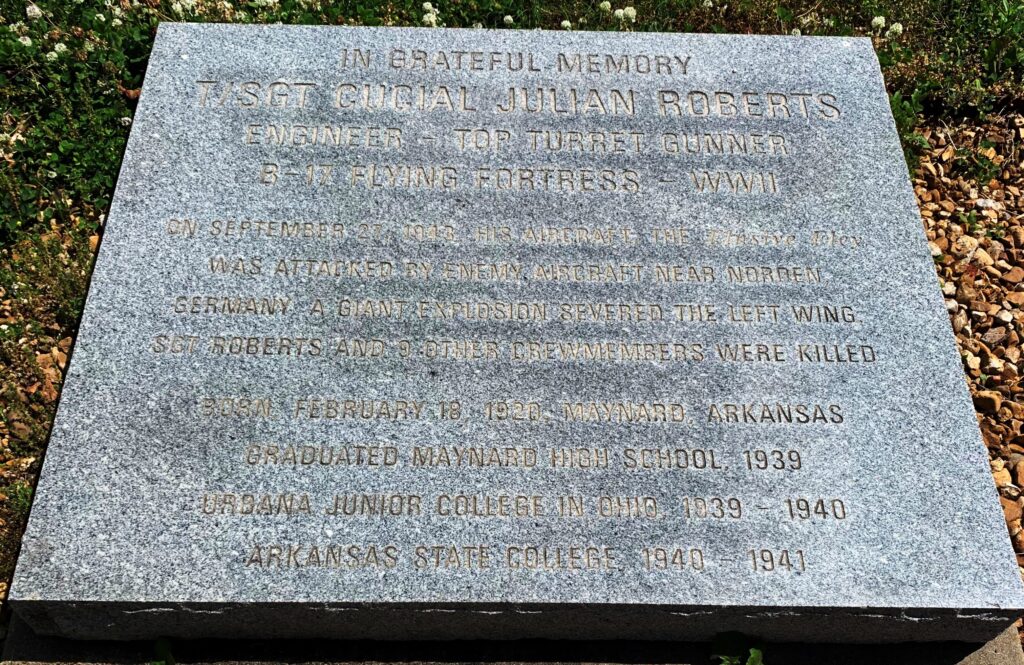 IN GRATEFUL MEMORY
T/SGT CUCIAL JULIAN ROBERTS
ENGINEER - TOP TURRET GUNNER
B-17 FLYING FORTRESS - WWII
ON SEPTEMBER 27, 1943, HIS AIRCRAFT, THE Elusive Elcy
WAS ATTACKED BY ENEMY AIRCRAFT NEAR NORDEN,
GERMANY. A GIANT EXPLOSION SEVERED THE LEFT WING.
SGT ROBERTS AND 9 OTHER CREWMEMBERS WERE KILLED
BORN, FEBRUARY 18, 1920, MAYNARD, ARKANSAS
GRADUATED MAYNARD HIGH SCHOOL, 1939
URBANA JUNIOR COLLEGE IN OHIO, 1939 - 1940
ARKANSAS STATE COLLEGE, 1940 - 1941